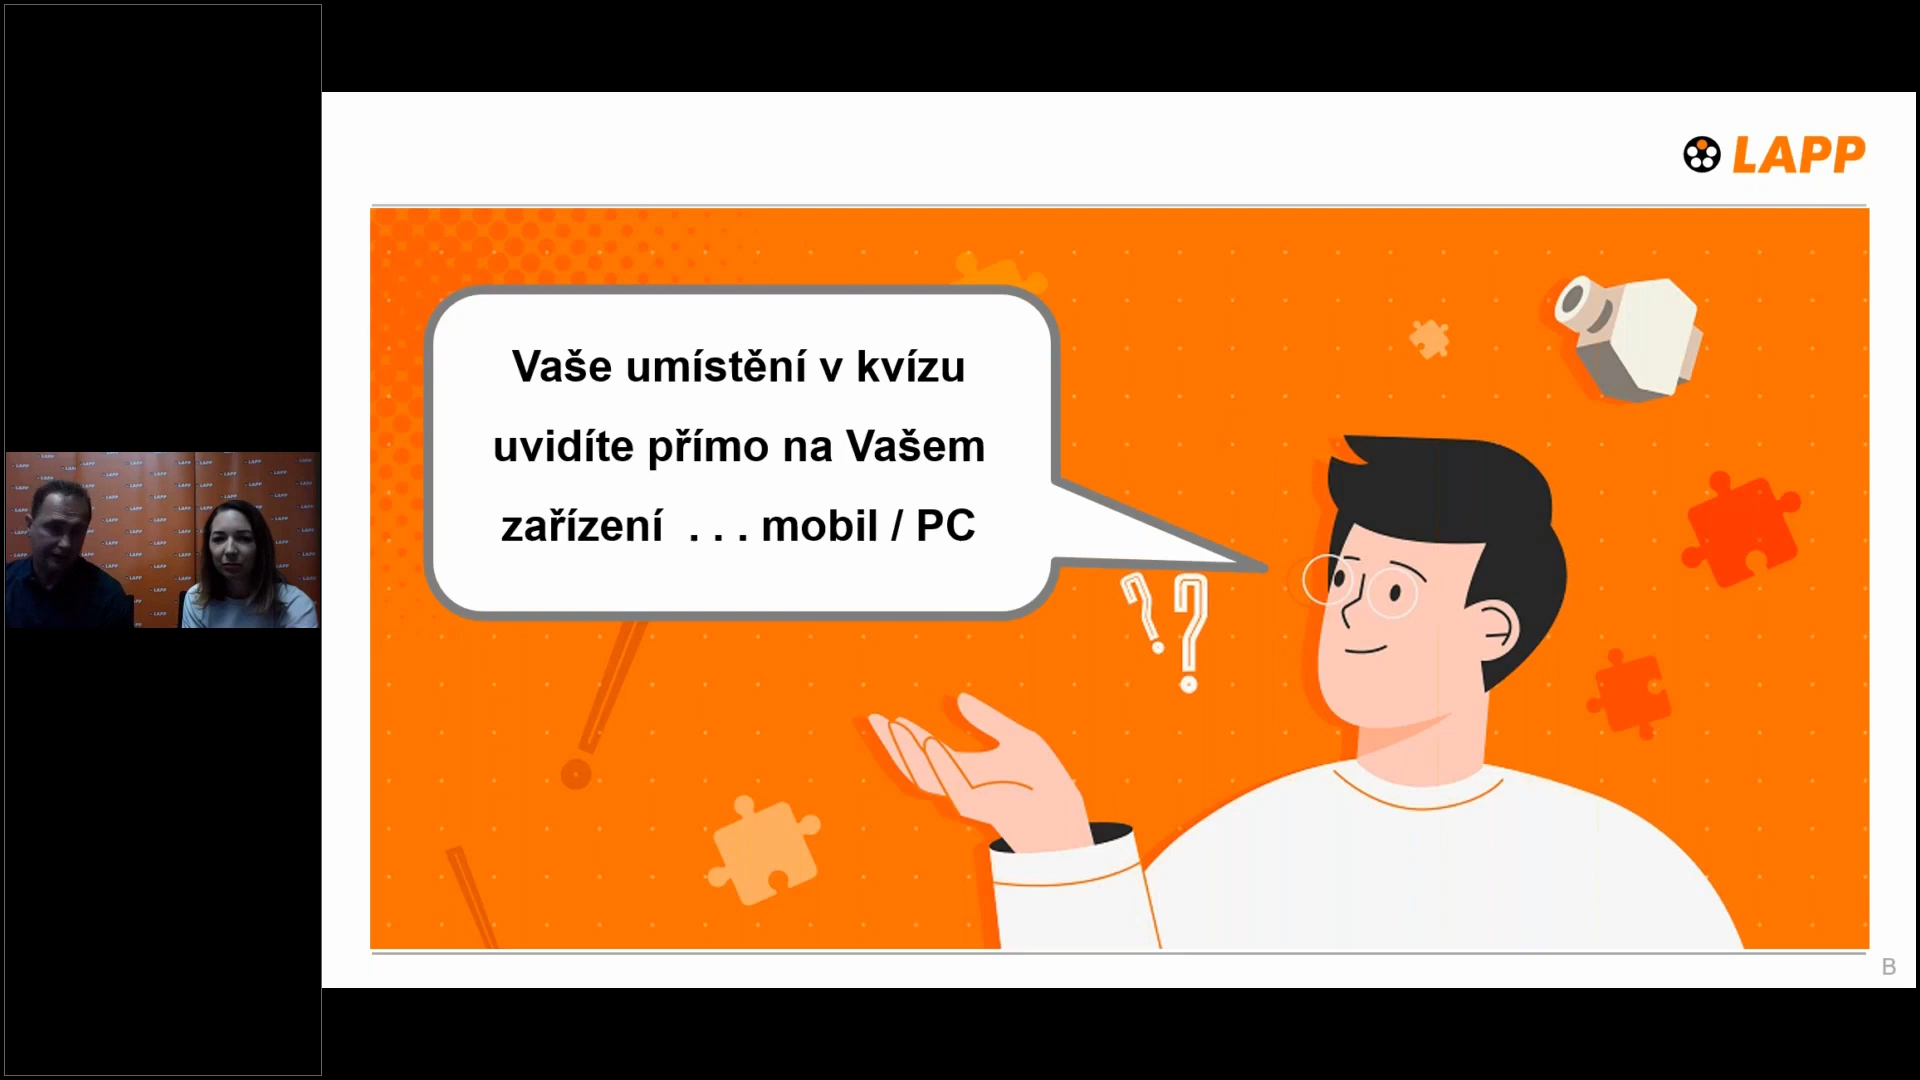 LAPP
Vaše umístění v kvízu
uvidíte přímo na Vašem
zařízení . . . mobil / PC
??
B